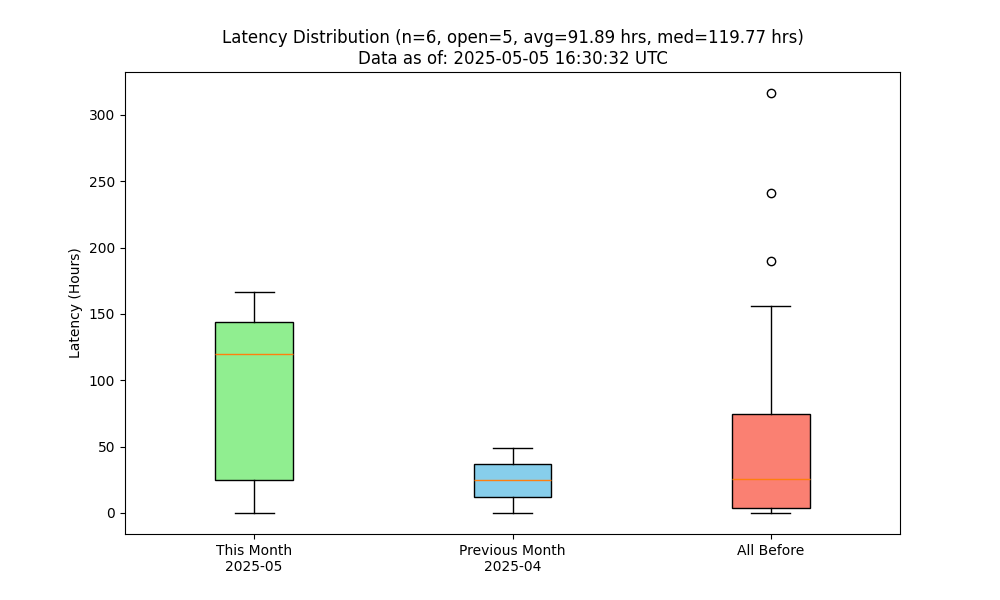 Latency Distribution (n=6, open=5, avg=91.89 hrs, med=119.77 hrs)
Data as of: 2025-05-05 16:30:32 UTC
Latency (Hours)
300
250
200
150
100
50
0
This Month
2025-05
Previous Month
2025-04
All Before